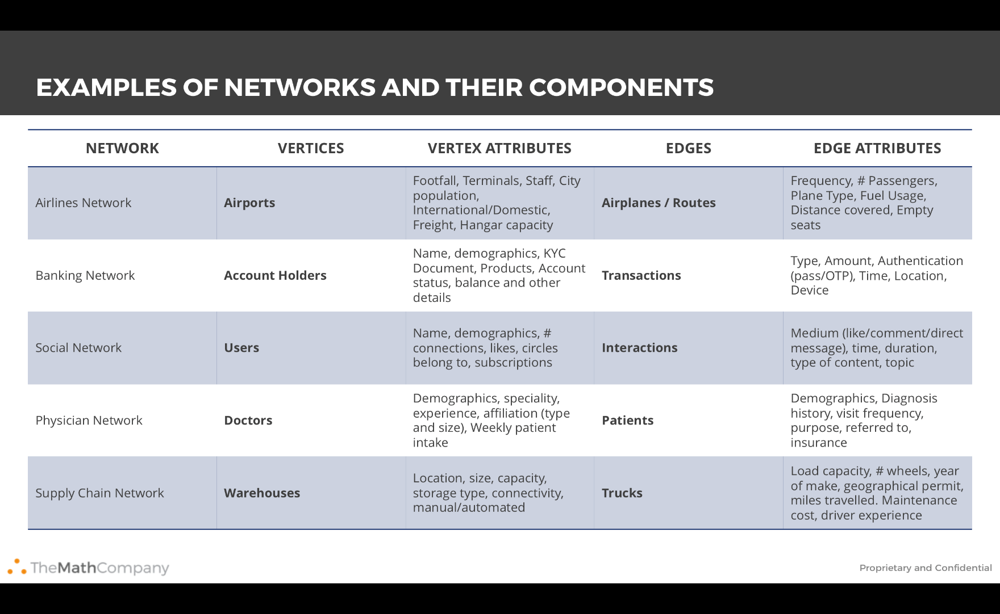 EXAMPLES OF NETWORKS AND THEIR COMPONENTS
NETWORK
VERTICES
VERTEX ATTRIBUTES
EDGES
EDGE ATTRIBUTES
Airlines Network
Airports
Footfall, Terminals, Staff, City
population,
International/Domestic,
Freight, Hangar capacity
Airplanes / Routes
Frequency, # Passengers,
Plane Type, Fuel Usage,
Distance covered, Empty
seats
Banking Network
Account Holders
Name, demographics, KYC
Document, Products, Account
status, balance and other
details
Transactions
Type, Amount, Authentication
(pass/OTP), Time, Location,
Device
Social Network
Users
Name, demographics, #
connections, likes, circles
belong to, subscriptions
Interactions
Medium (like/comment/direct
message), time, duration,
type of content, topic
Physician Network
Doctors
Demographics, speciality,
experience, affiliation (type
and size), Weekly patient
intake
Patients
Demographics, Diagnosis
history, visit frequency,
purpose, referred to,
insurance
Supply Chain Network
Warehouses
Location, size, capacity,
storage type, connectivity,
manual/automated
Trucks
Load capacity, # wheels, year
of make, geographical permit,
miles travelled. Maintenance
cost, driver experience
TheMathCompany
Proprietary and Confidential